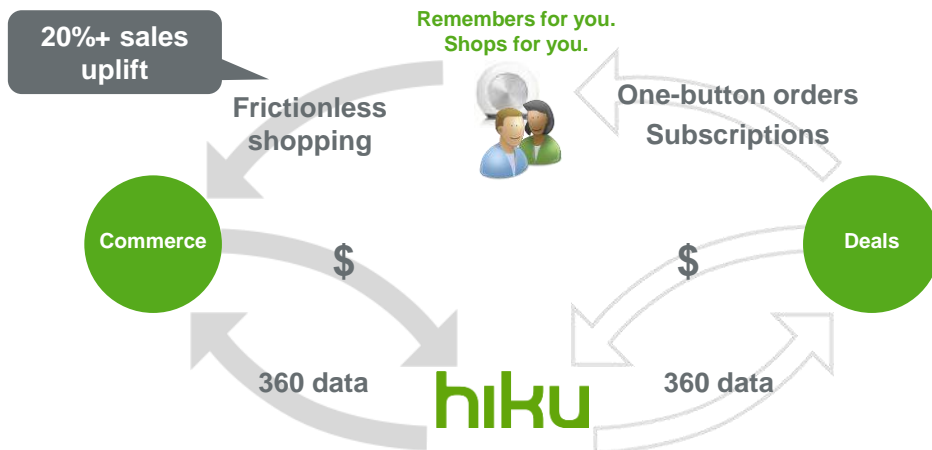 20%+ sales
uplift
Remembers for you.
Shops for you.
Frictionless
shopping
One-button orders
Subscriptions
Commerce
$
$
Deals
360 data
hiku
360 data